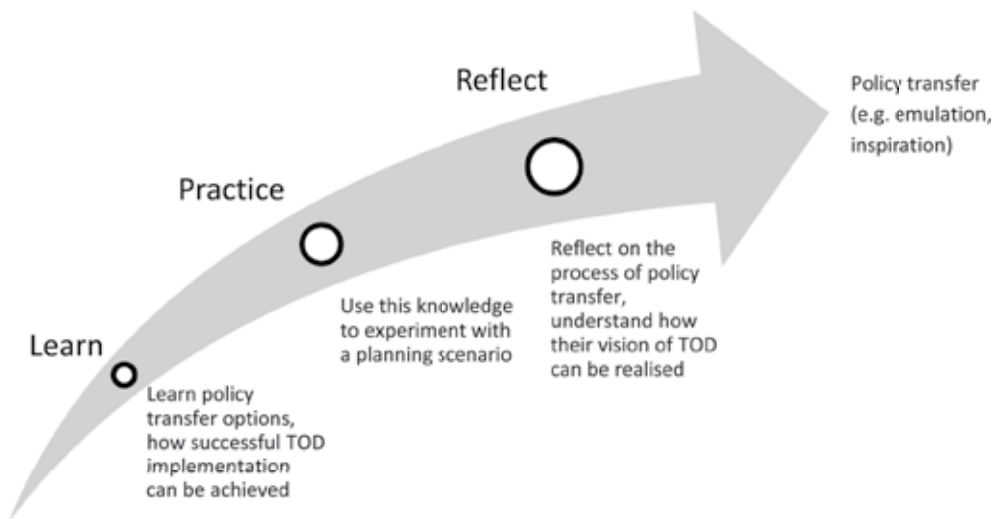 Reflect
Policy transfer
(e.g. emulation,
inspiration)
Practice
Reflect on the
process of policy
transfer,
understand how
their vision of TOD
can be realised
Use this knowledge
to experiment with
a planning scenario
Learn
Learn policy
transfer options,
how successful TOD
implementation
can be achieved